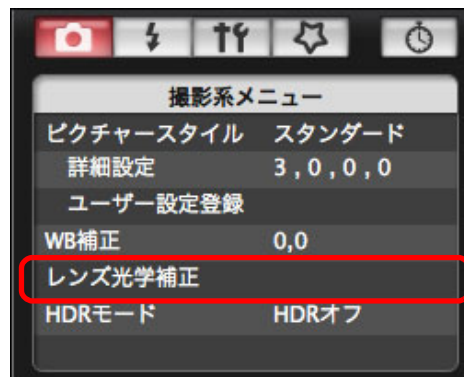 撮影系メニュー
ピクチャースタイル スタンダード
詳細設定 3,0,0,0
ユーザー設定登録
WB補正 0,0
レンズ光学補正
HDRモード HDRオフ